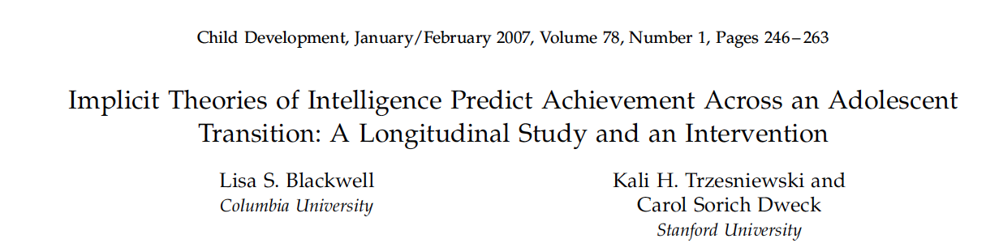 Child Development, January/February 2007, Volume 78, Number 1, Pages 246–263
Implicit Theories of Intelligence Predict Achievement Across an Adolescent
Transition: A Longitudinal Study and an Intervention
Lisa S. Blackwell
Columbia University
Kali H. Trzesniewski and
Carol Sorich Dweck
Stanford University